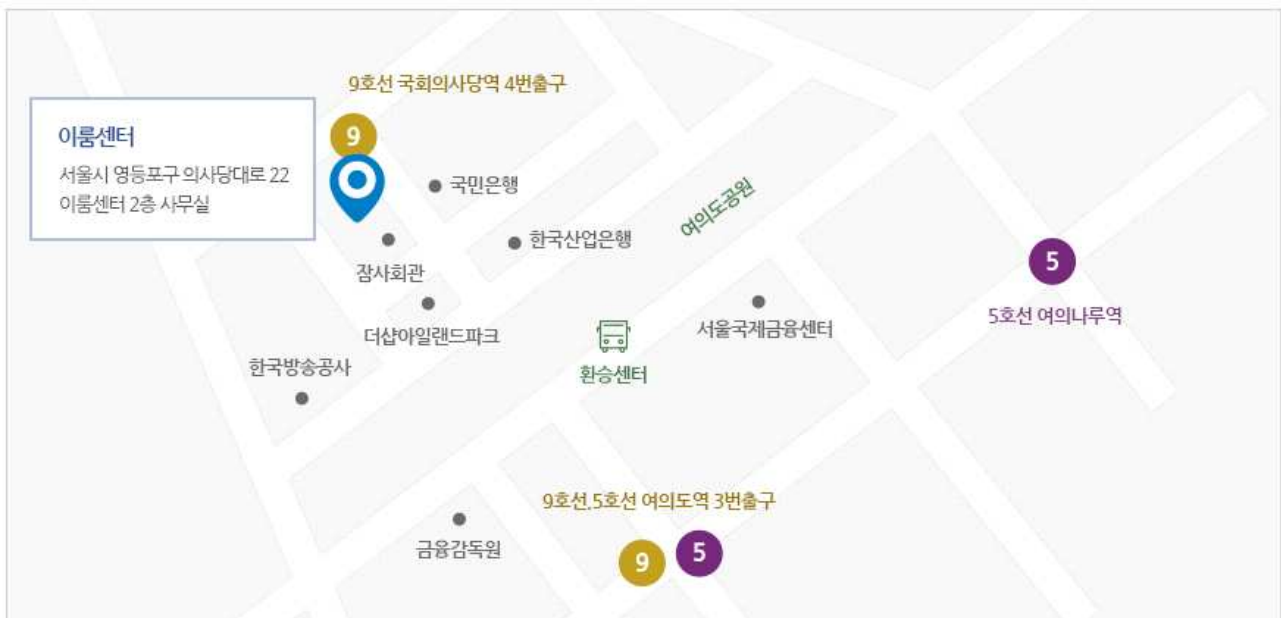 9호선 국회의사당역 4번출구
9
이룸센터
서울시 영등포구 의사당대로 22
이룸센터 2층 사무실
국민은행
한국산업은행
여의도공원
잠사회관
더샵아일랜드파크
한국방송공사
환승센터
서울국제금융센터
5
5호선 여의나루역
9호선,5호선 여의도역 3번출구
금융감독원
9
5